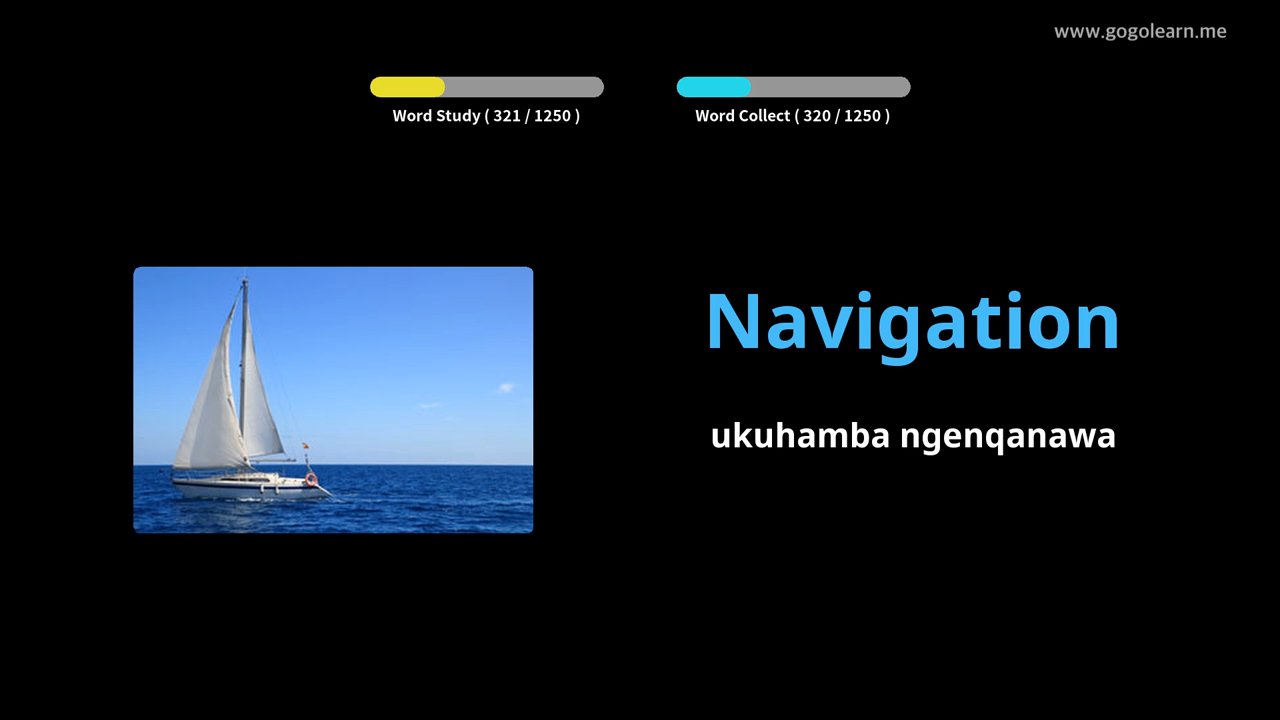 www.gogolearn.me
Word Study ( 321 / 1250 )
Word Collect ( 320 / 1250 )
Navigation
ukuhamba ngenqanawa